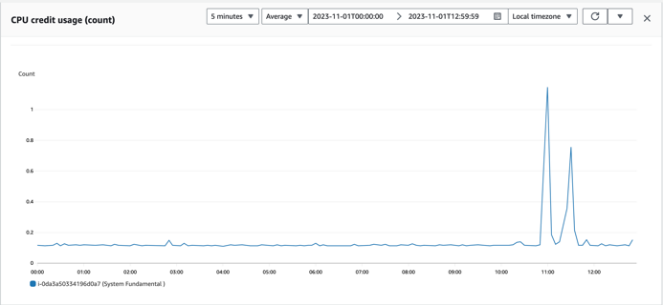 CPU credit usage (count)
5 minutes Average 2023-11-01T00:00:00 2023-11-01T12:59:59 Local timezone
Count
1
0.8
0.6
0.4
0.2
0
00:00 01:00 02:00 03:00 04:00 05:00 06:00 07:00 08:00 09:00 10:00 11:00 12:00
i-0da3a50334196d0a7 (System Fundamental )